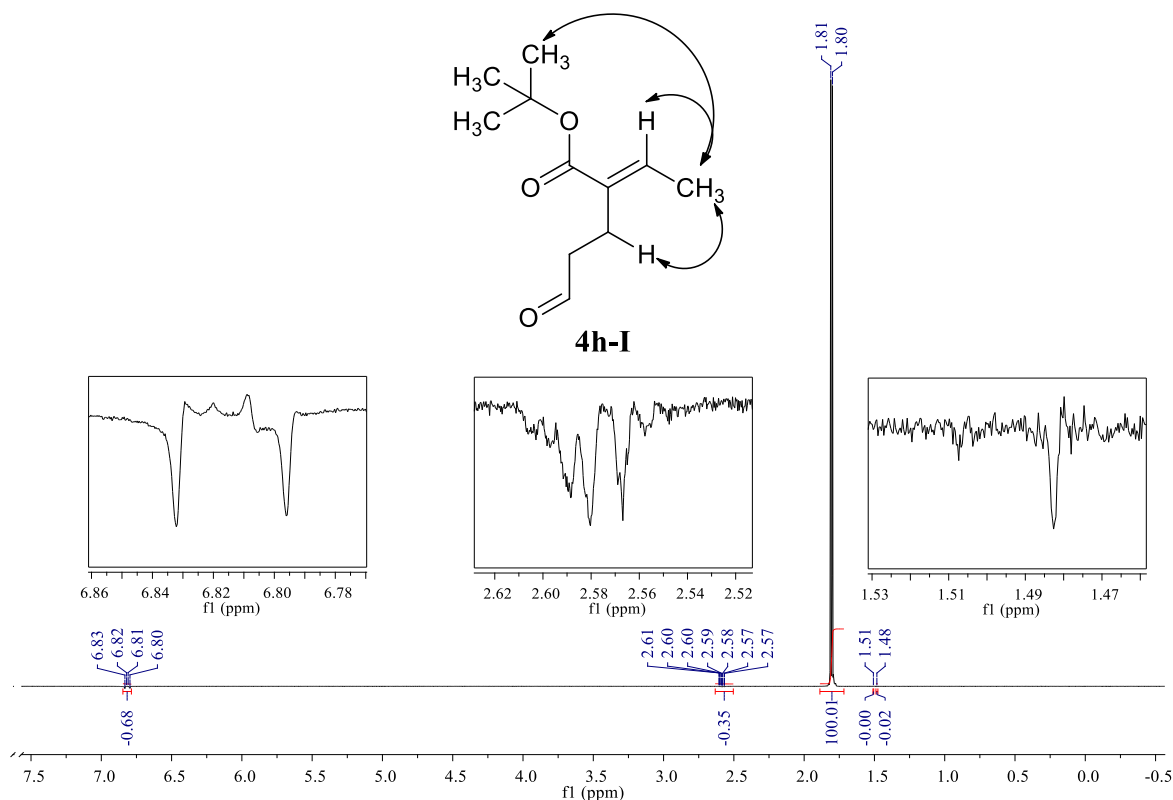 1.81
1.80
CH3
H3C
H3C
O
H
O
CH3
H
O
4h-I
6.86 6.84 6.82 6.80 6.78
f1 (ppm)
2.62 2.60 2.58 2.56 2.54 2.52
f1 (ppm)
1.53 1.51 1.49 1.47
f1 (ppm)
6.83
6.82
6.81
6.80
2.61
2.60
2.60
2.59
2.58
2.57
2.57
1.51
1.48
-0.68
-0.35
100.01
-0.00
-0.02
7.5 7.0 6.5 6.0 5.5 5.0 4.5 4.0 3.5 3.0 2.5 2.0 1.5 1.0 0.5 0.0 -0.5
f1 (ppm)